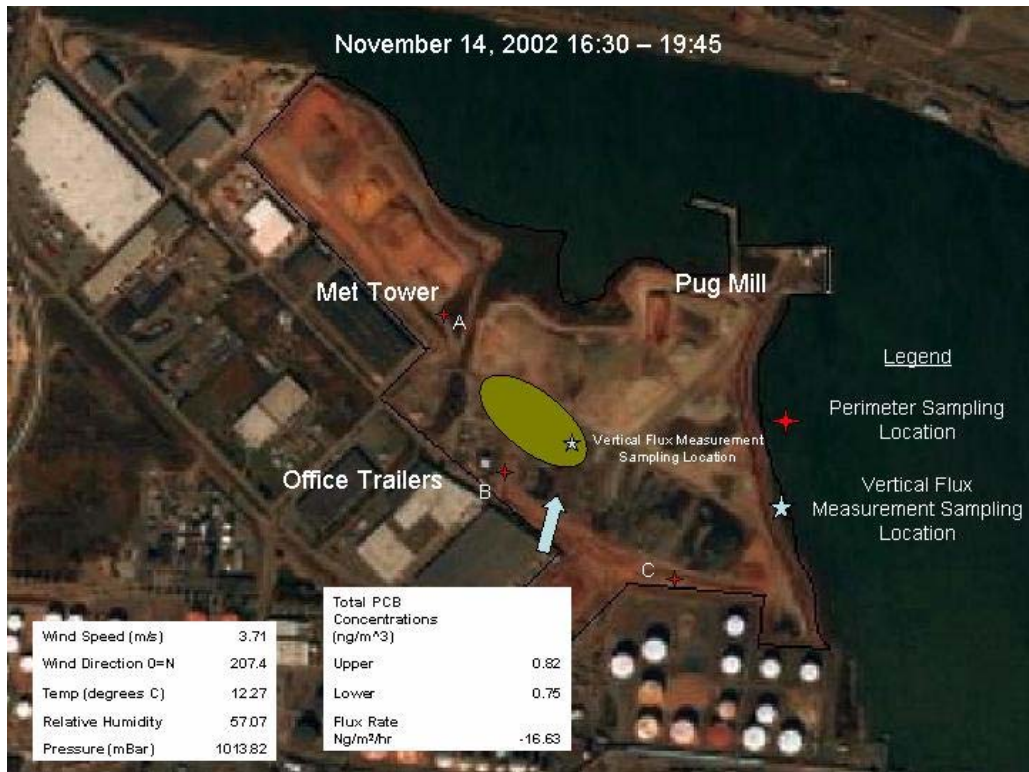 November 14, 2002 16:30 – 19:45
Pug Mill
Met Tower
A
Legend
Perimeter Sampling
Location
Vertical Flux Measurement
Sampling Location
Office Trailers
B
Vertical Flux
Measurement Sampling
Location
C
Total PCB
Concentrations
(ng/m^3)
Upper 0.82
Lower 0.75
Flux Rate
Ng/m²/hr -16.63
Wind Speed (m/s) 3.71
Wind Direction 0=N 207.4
Temp (degrees C) 12.27
Relative Humidity 57.07
Pressure (mBar) 1013.82